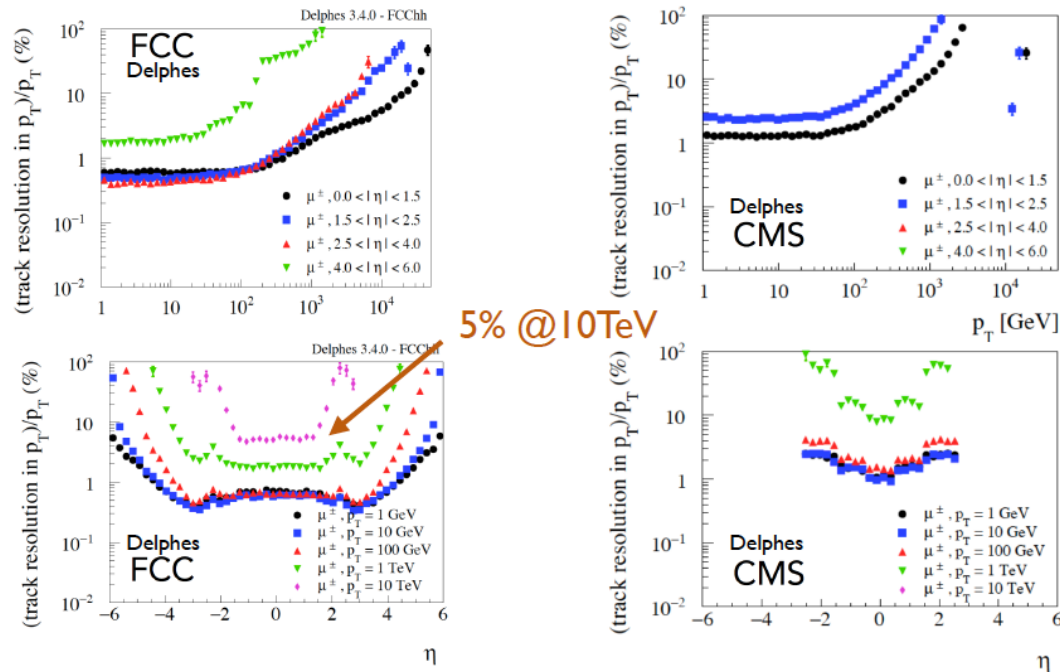 Delphes 3.4.0 - FCChh
(track resolution in p_T)/p_T (%)
10^2
10
1
10^-1
10^-2
FCC
Delphes
μ±, 0.0<|η|<1.5
μ±, 1.5<|η|<2.5
μ±, 2.5<|η|<4.0
μ±, 4.0<|η|<6.0
1 10 10^2 10^3 10^4
(track resolution in p_T)/p_T (%)
10^2
10
1
10^-1
10^-2
μ±, 0.0<|η|<1.5
μ±, 1.5<|η|<2.5
μ±, 2.5<|η|<4.0
μ±, 4.0<|η|<6.0
Delphes
CMS
1 10 10^2 10^3 10^4
p_T [GeV]
5% @10TeV
Delphes 3.4.0 - FCChh
(track resolution in p_T)/p_T (%)
10^2
10
1
10^-1
10^-2
Delphes
FCC
μ±, p_T = 1 GeV
μ±, p_T = 10 GeV
μ±, p_T = 100 GeV
μ±, p_T = 1 TeV
μ±, p_T = 10 TeV
−6 −4 −2 0 2 4 6
η
(track resolution in p_T)/p_T (%)
10^2
10
1
10^-1
10^-2
Delphes
CMS
μ±, p_T = 1 GeV
μ±, p_T = 10 GeV
μ±, p_T = 100 GeV
μ±, p_T = 1 TeV
μ±, p_T = 10 TeV
−6 −4 −2 0 2 4 6
η